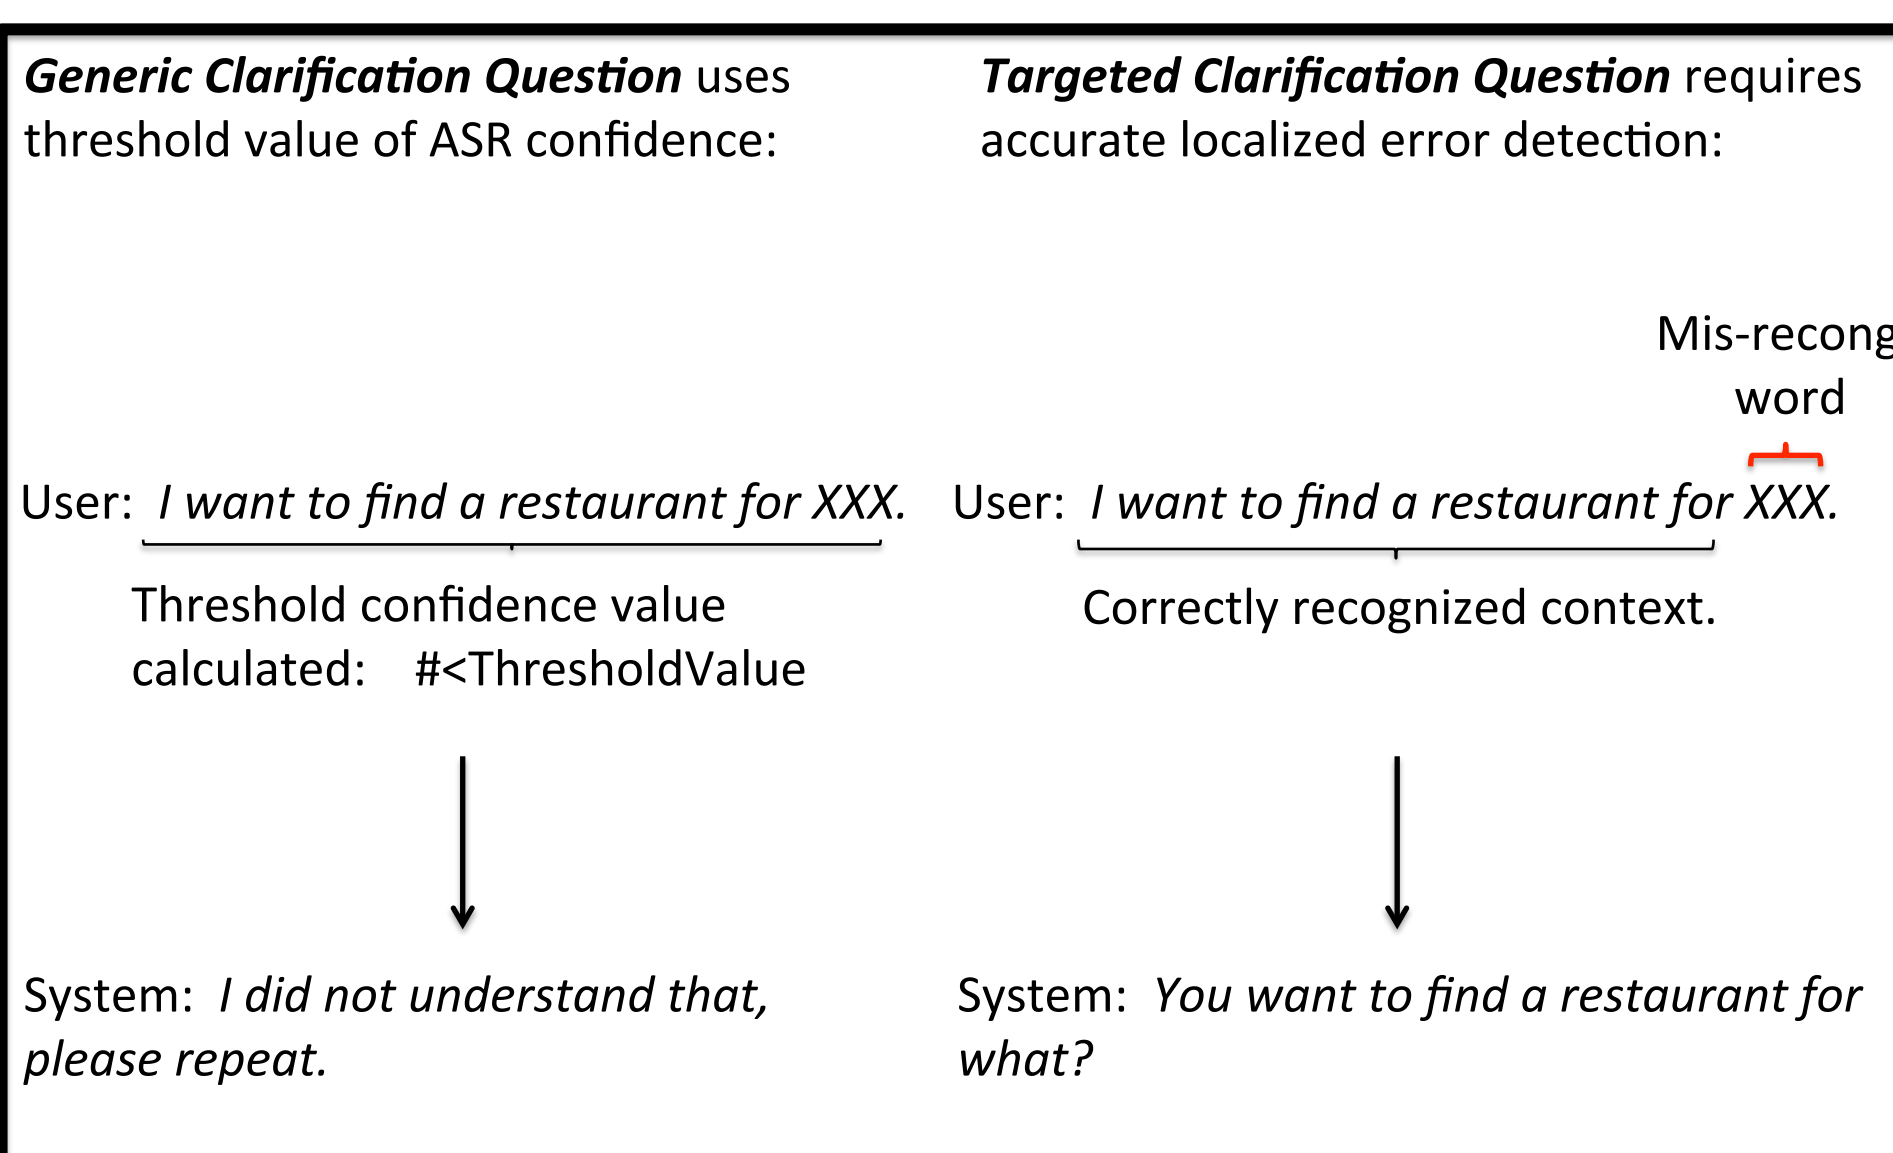 Generic Clarification Question uses
threshold value of ASR confidence:
User: I want to find a restaurant for XXX.
Threshold confidence value
calculated: #<ThresholdValue
System: I did not understand that,
please repeat.
Targeted Clarification Question requires
accurate localized error detection:
Mis-recong
word
User: I want to find a restaurant for XXX.
Correctly recognized context.
System: You want to find a restaurant for
what?